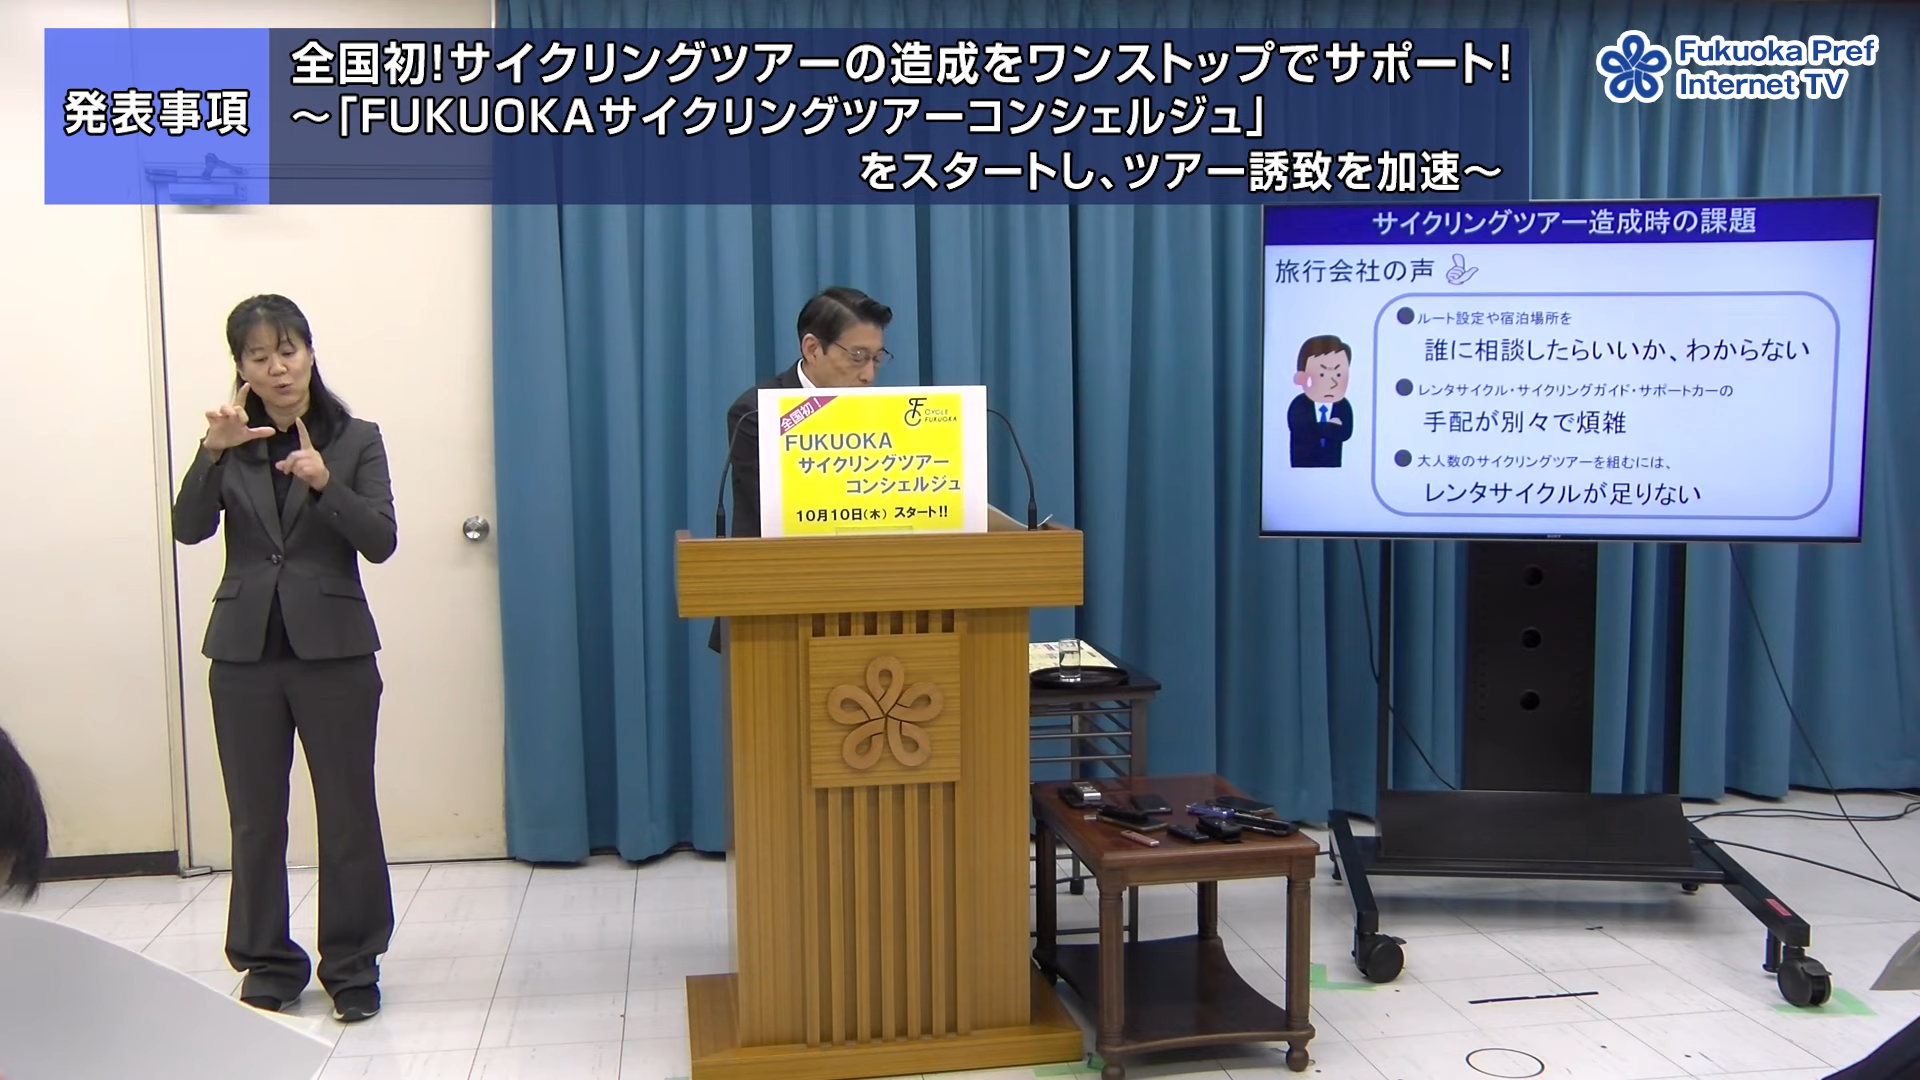 発表事項
全国初!サイクリングツアーの造成をワンストップでサポート!
～「FUKUOKAサイクリングツアーコンシェルジュ」
をスタートし、ツアー誘致を加速～
Fukuoka Pref
Internet TV
サイクリングツアー造成時の課題
旅行会社の声
●ルート設定や宿泊場所を
誰に相談したらいいか、わからない
●レンタサイクル・サイクリングガイド・サポートカーの
手配が別々で煩雑
●大人数のサイクリングツアーを組むには、
レンタサイクルが足りない
SONY
全国初!
CYCLE
FUKUOKA
FUKUOKA
サイクリングツアー
コンシェルジュ
10月10日(木) スタート!!